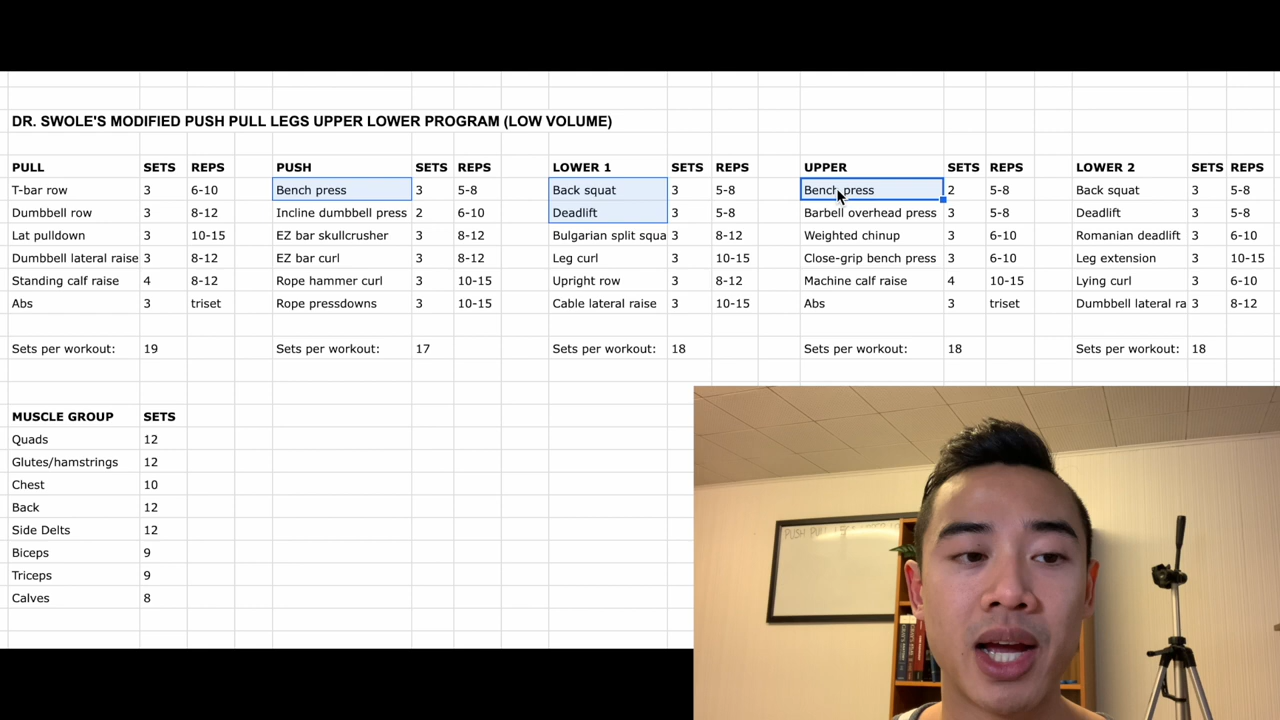 DR. SWOLE'S MODIFIED PUSH PULL LEGS UPPER LOWER PROGRAM (LOW VOLUME)
PULL SETS REPS PUSH SETS REPS LOWER 1 SETS REPS UPPER SETS REPS LOWER 2 SETS REPS
T-bar row 3 6-10 Bench press 3 5-8 Back squat 3 5-8 Bench press 2 5-8 Back squat 3 5-8
Dumbbell row 3 8-12 Incline dumbbell press 2 6-10 Deadlift 3 5-8 Barbell overhead press 3 5-8 Deadlift 3 5-8
Lat pulldown 3 10-15 EZ bar skullcrusher 3 8-12 Bulgarian split squa 3 8-12 Weighted chinup 3 6-10 Romanian deadlift 3 6-10
Dumbbell lateral raise 3 8-12 EZ bar curl 3 8-12 Leg curl 3 10-15 Close-grip bench press 3 6-10 Leg extension 3 10-15
Standing calf raise 4 8-12 Rope hammer curl 3 10-15 Upright row 3 8-12 Machine calf raise 4 10-15 Lying curl 3 6-10
Abs 3 triset Rope pressdowns 3 10-15 Cable lateral raise 3 10-15 Abs 3 triset Dumbbell lateral ra 3 8-12
Sets per workout: 19 Sets per workout: 17 Sets per workout: 18 Sets per workout: 18 Sets per workout: 18
MUSCLE GROUP SETS
Quads 12
Glutes/hamstrings 12
Chest 10
Back 12
Side Delts 12
Biceps 9
Triceps 9
Calves 8
PUSH PULL